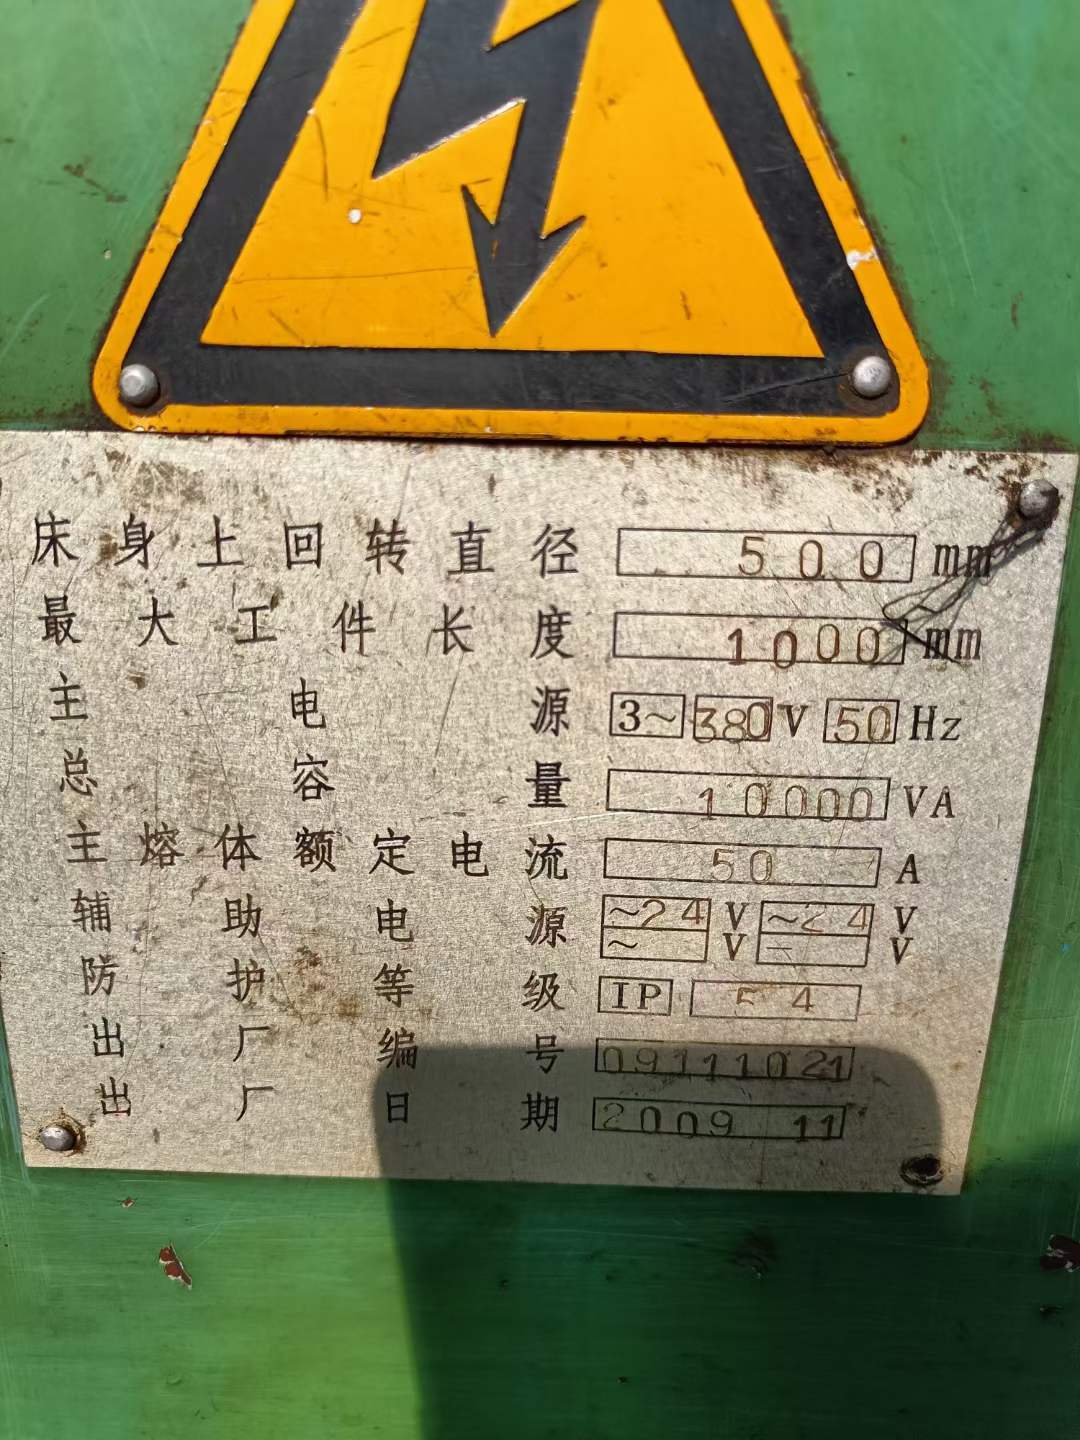 床身上回转直径 500 mm
最大工件长度 1000 mm
主电源 3~ 380 V 50 Hz
总容量 10000 VA
主熔体额定电流 50 A
辅助电源 ~24 V ~24 V
~ V ~ V
防护等级 IP 54
出厂编号 09111021
出厂日期 2009 11